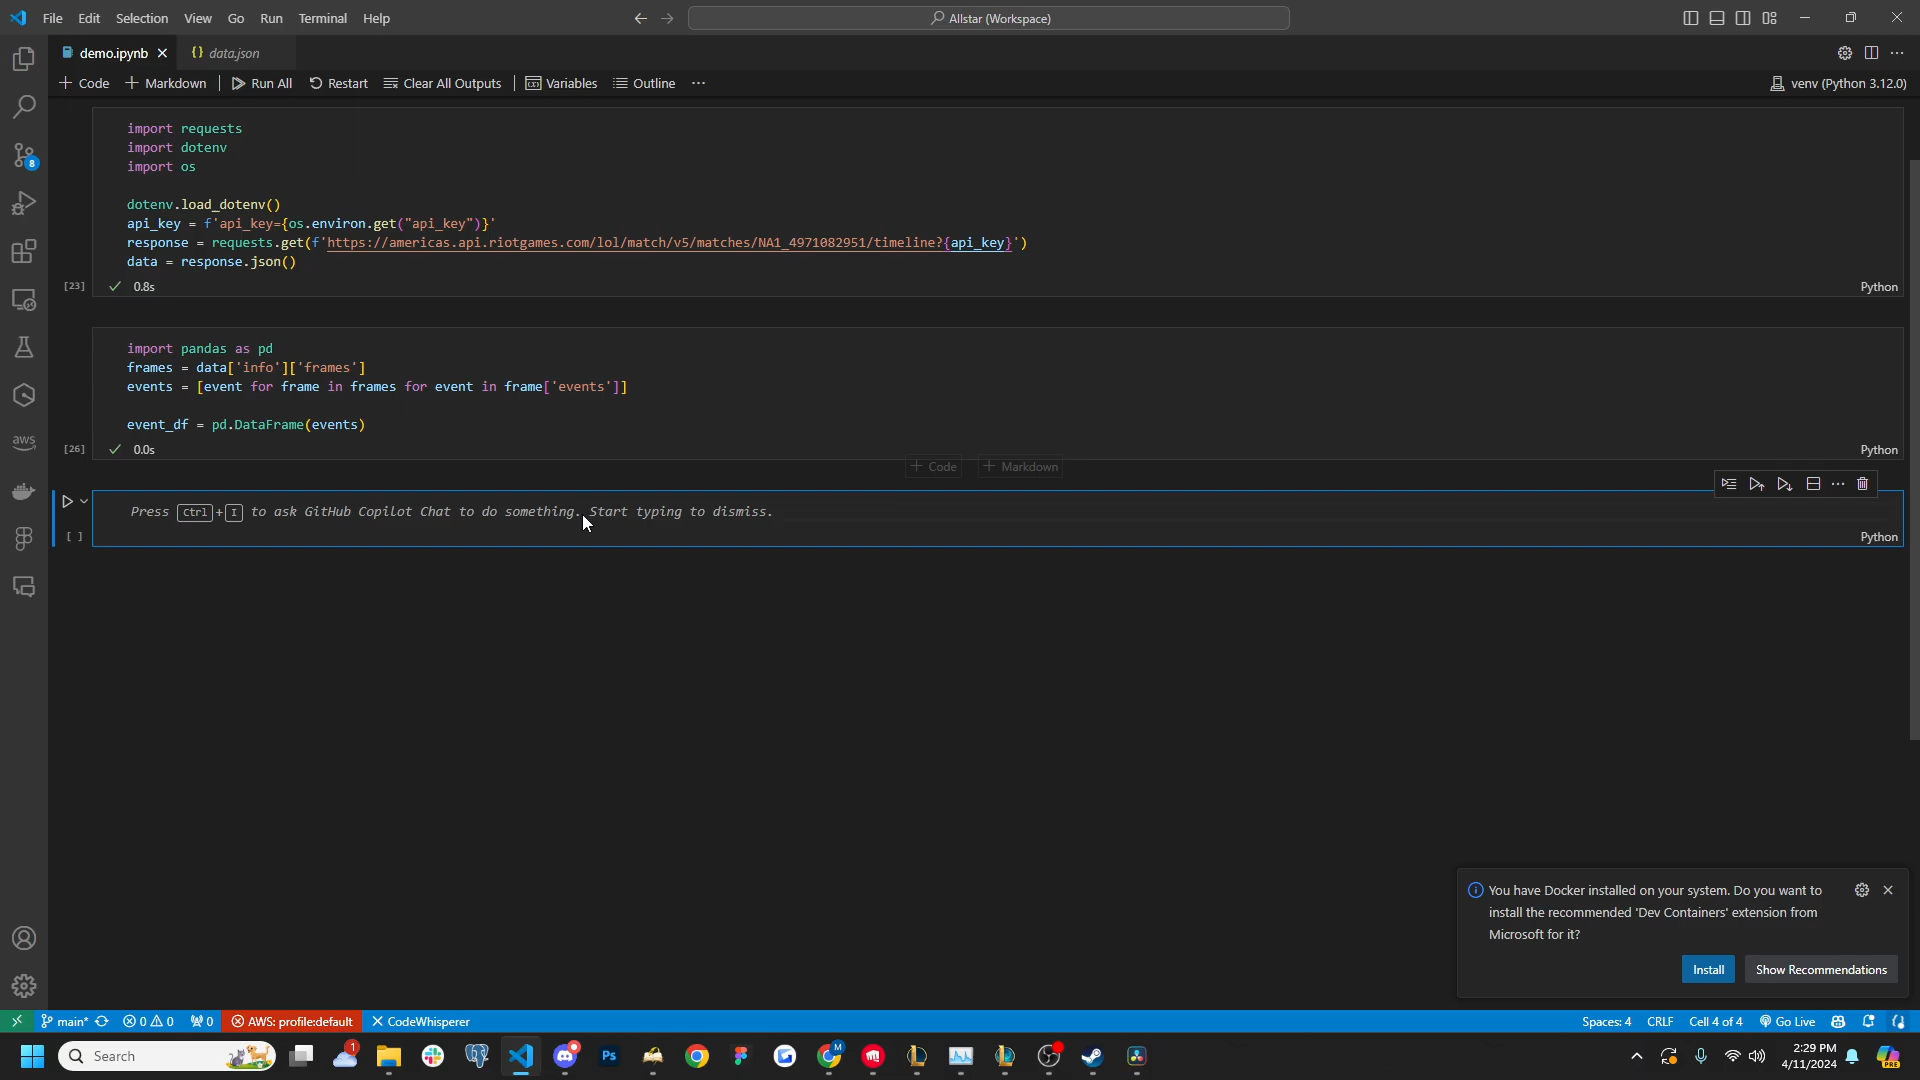 File Edit Selection View Go Run Terminal Help
Allstar (Workspace)
demo.ipynb
data.json
Code Markdown Run All Restart Clear All Outputs Variables Outline ...
venv (Python 3.12.0)
import requests
import dotenv
import os
dotenv.load_dotenv()
api_key = f'api_key={os.environ.get("api_key")}'
response = requests.get(f'https://americas.api.riotgames.com/lol/match/v5/matches/NA1_4971082951/timeline?{api_key}')
data = response.json()
[23] 0.8s Python
import pandas as pd
frames = data['info']['frames']
events = [event for frame in frames for event in frame['events']]
event_df = pd.DataFrame(events)
[26] 0.0s Python
+ Code + Markdown
Press Ctrl+I to ask GitHub Copilot Chat to do something. Start typing to dismiss.
[ ] Python
You have Docker installed on your system. Do you want to
install the recommended 'Dev Containers' extension from
Microsoft for it?
Install Show Recommendations
8
aws
main* 0 0 0 AWS: profile:default CodeWhisperer
Spaces: 4 CRLF Cell 4 of 4 Go Live
Search
1
Ps
M
2:29 PM
4/11/2024
PRE